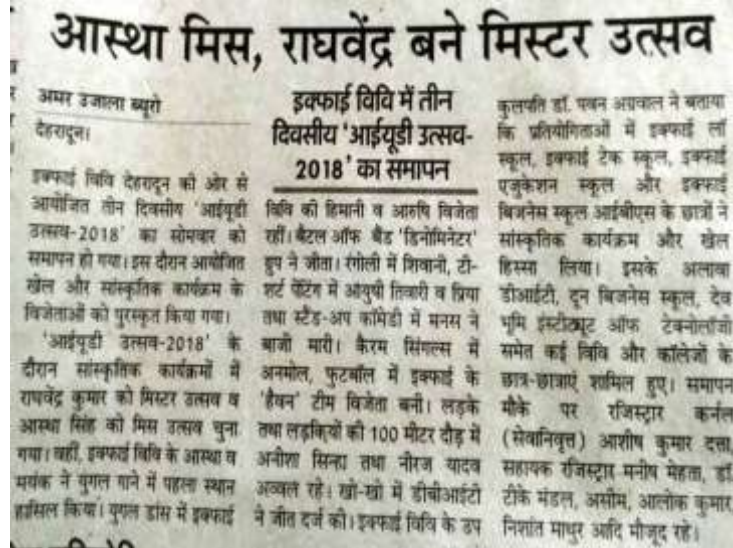 आस्था मिस, राघवेंद्र बने मिस्टर उत्सव
अमर उजाला ब्यूरो
देहरादून।
इक्फाई विवि देहरादून की ओर से
आयोजित तीन दिवसीय 'आईयूडी
उत्सव-2018' का सोमवार को
समापन हो गया। इस दौरान आयोजित
खेल और सांस्कृतिक कार्यक्रम के
विजेताओं को पुरस्कृत किया गया।
'आईयूडी उत्सव-2018' के
दौरान सांस्कृतिक कार्यक्रमों में
राघवेंद्र कुमार को मिस्टर उत्सव व
आस्था सिंह को मिस उत्सव चुना
गया। वहीं, इक्फाई विवि के आस्था व
मयंक ने युगल गाने में पहला स्थान
हासिल किया। युगल डांस में इक्फाई
इक्फाई विवि में तीन
दिवसीय 'आईयूडी उत्सव-
2018' का समापन
विवि की हिमानी व आरुषि विजेता
रहीं। बैटल ऑफ बैंड 'डिनोमिनेटर'
ग्रुप ने जीता। रंगोली में शिवानी, टी-
शर्ट पेंटिंग में आयुषी तिवारी व प्रिया
तथा स्टैंड-अप कॉमेडी में मनस ने
बाजी मारी। कैरम सिंगल्स में
अनमोल, फुटबॉल में इक्फाई के
'हैवन' टीम विजेता बनी। लड़के
तथा लड़कियों की 100 मीटर दौड़ में
अनीशा सिन्हा तथा नीरज यादव
अव्वल रहे। खो-खो में डीबीआईटी
ने जीत दर्ज की। इक्फाई विवि के उप
कुलपति डॉ. पवन अग्रवाल ने बताया
कि प्रतियोगिताओं में इक्फाई लॉ
स्कूल, इक्फाई टेक स्कूल, इक्फाई
एजुकेशन स्कूल और इक्फाई
बिजनेस स्कूल आईबीएस के छात्रों ने
सांस्कृतिक कार्यक्रम और खेल
हिस्सा लिया। इसके अलावा
डीआईटी, दून बिजनेस स्कूल, देव
भूमि इंस्टीट्यूट ऑफ टेक्नोलॉजी
समेत कई विवि और कॉलेजों के
छात्र-छात्राएं शामिल हुए। समापन
मौके पर रजिस्ट्रार कर्नल
(सेवानिवृत्त) आशीष कुमार दत्ता,
सहायक रजिस्ट्रार मनीष मेहता, डॉ.
टीके मंडल, असीम, आलोक कुमार
निशांत माथुर आदि मौजूद रहे।